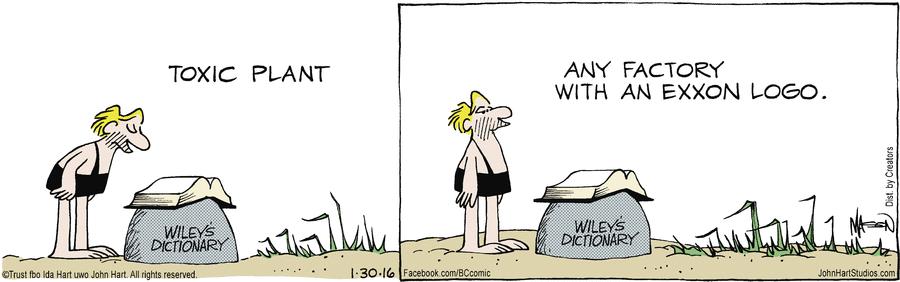 TOXIC PLANT
WILEY'S
DICTIONARY
©Trust fbo Ida Hart uwo John Hart. All rights reserved.
1·30·16
ANY FACTORY
WITH AN EXXON LOGO.
WILEY'S
DICTIONARY
Dist. by Creators
MASON
Facebook.com/BCcomic
JohnHartStudios.com